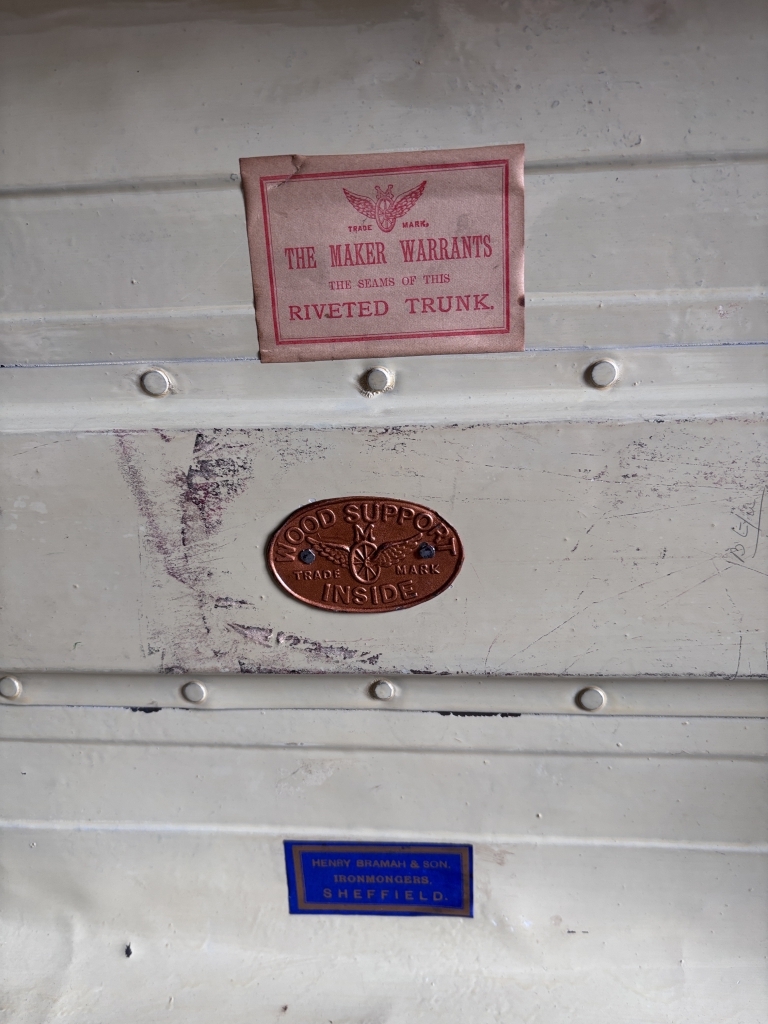 M
TRADE MARK.
THE MAKER WARRANTS
THE SEAMS OF THIS
RIVETED TRUNK.
WOOD SUPPORT
M
TRADE MARK
INSIDE
HENRY BRAMAH & SON.
IRONMONGERS.
SHEFFIELD.